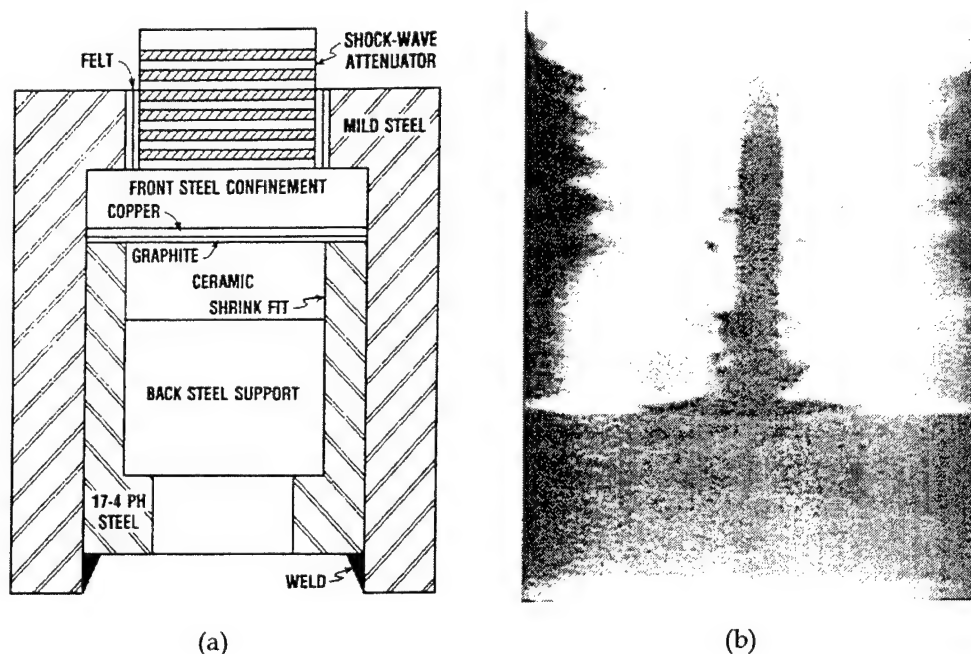 SHOCK-WAVE
ATTENUATOR
FELT
MILD STEEL
FRONT STEEL CONFINEMENT
COPPER
GRAPHITE
CERAMIC
SHRINK FIT
BACK STEEL SUPPORT
17-4 PH
STEEL
WELD
(a)
(b)